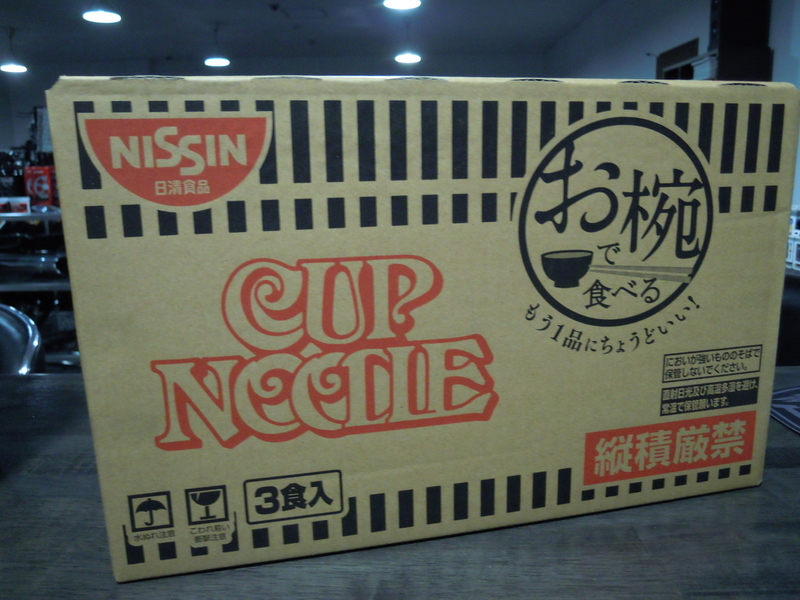 NISSIN
日清食品
お椀
で
食べる
もう1品にちょうどいい!
CUP
NOODLE
においが強いもののそばで
保管しないでください。
直射日光及び高温多湿を避け、
常温で保管願います。
縦積厳禁
3食入
水ぬれ注意
こわれ易い
衝撃注意